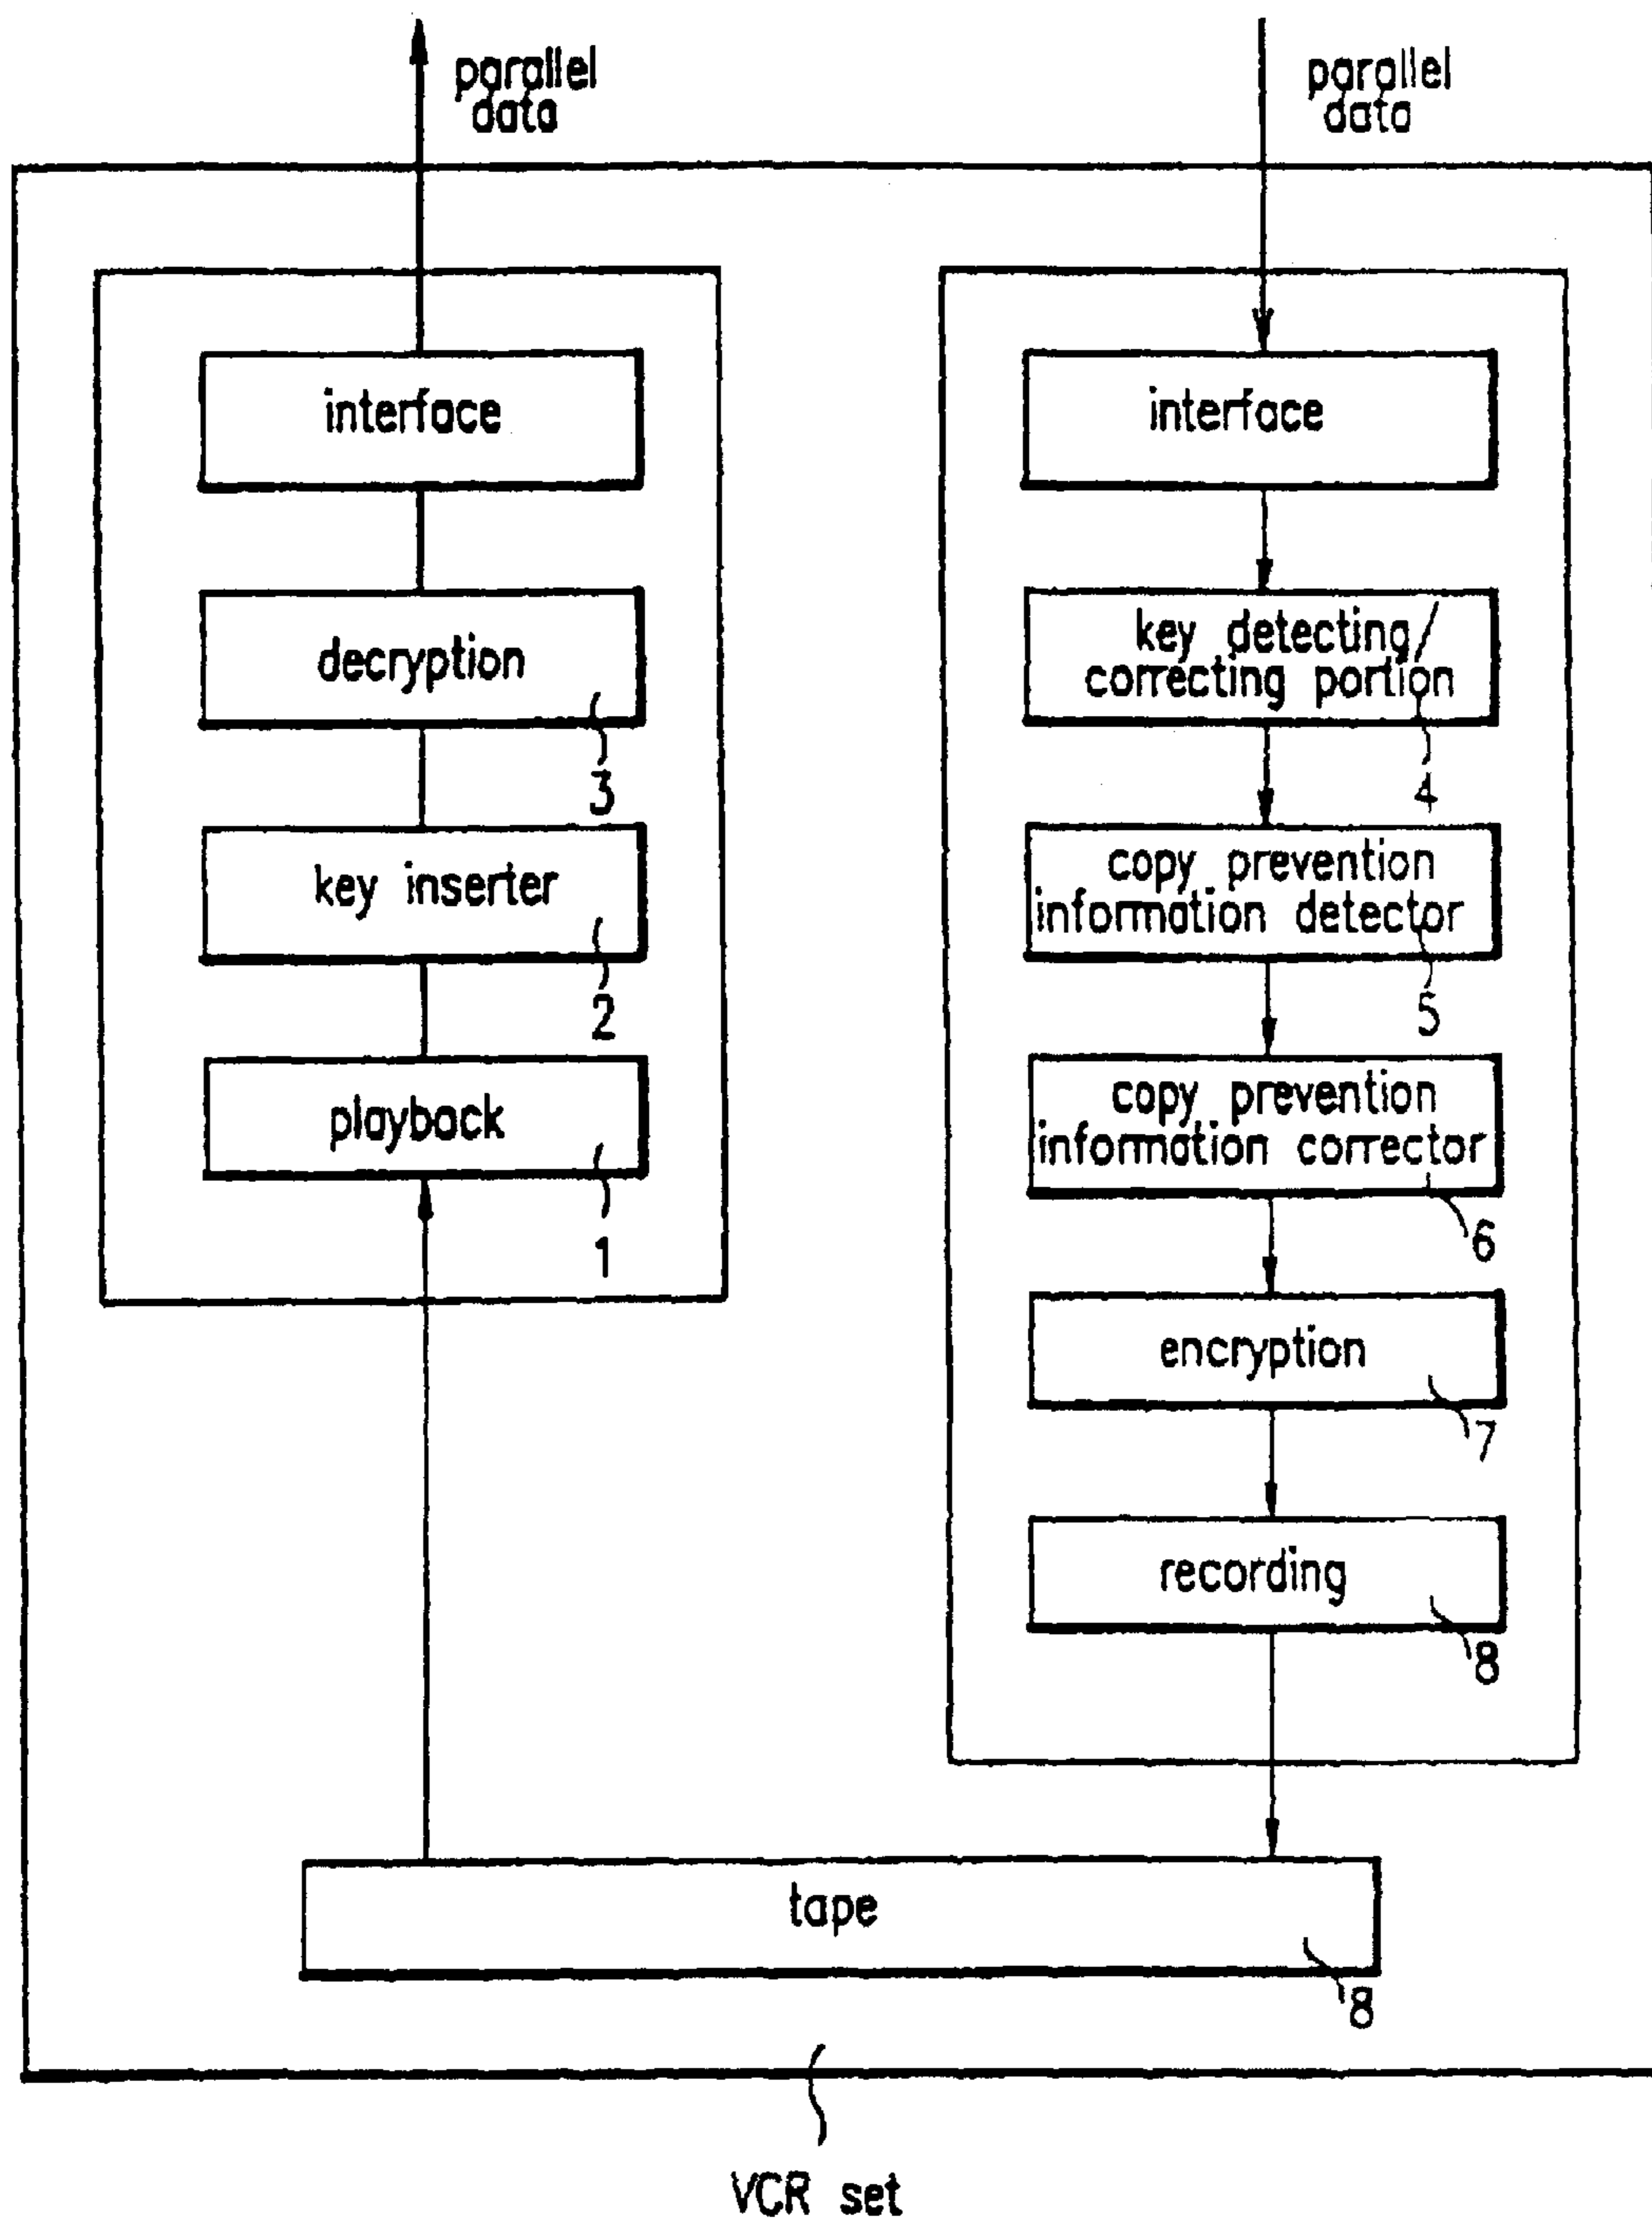 parallel
data
interface
decryption
3
key inserter
2
playback
1
parallel
data
interface
key detecting/
correcting portion
4
copy prevention
information detector
5
copy prevention
information corrector
6
encryption
7
recording
8
tape
8
VCR set